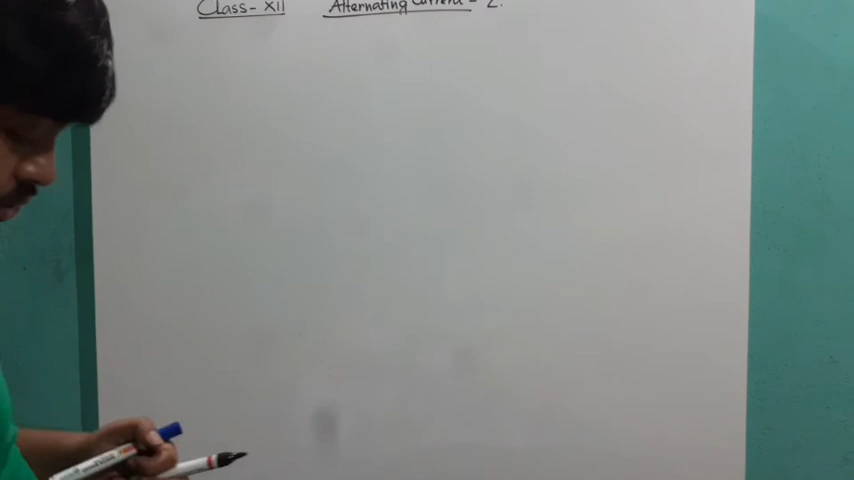 Class- XII Alternating Current - 2.